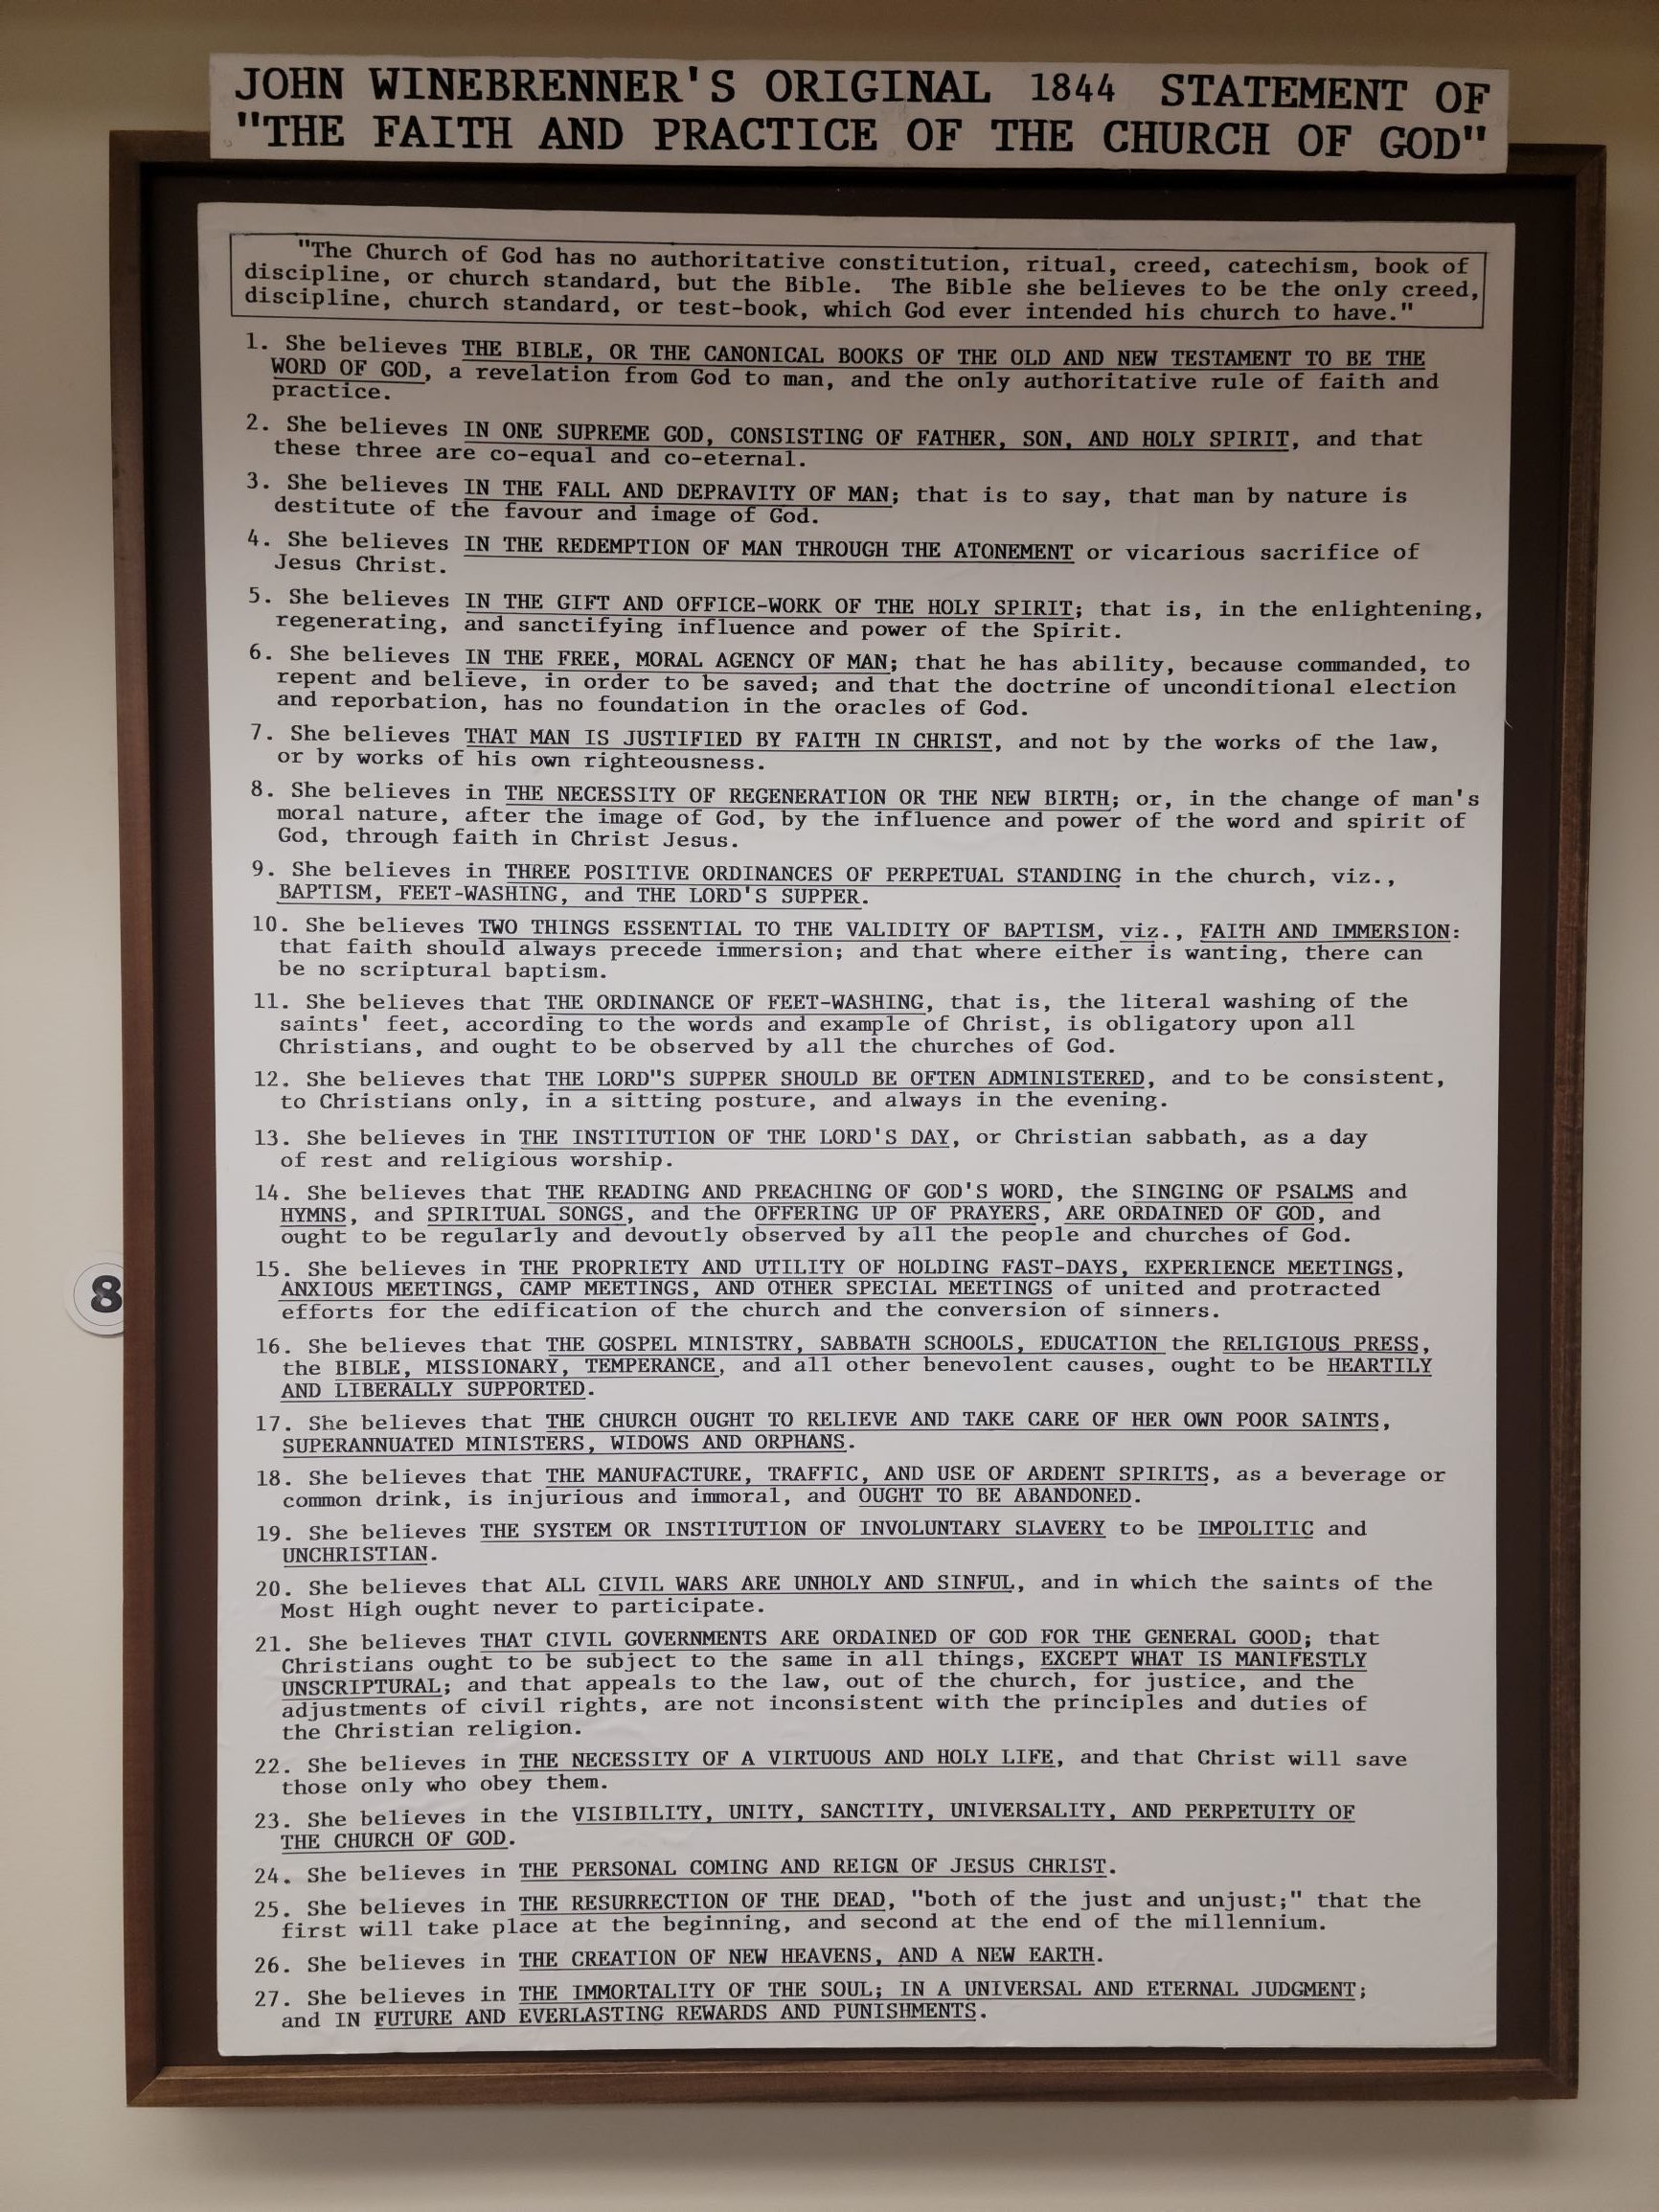 JOHN WINEBRENNER'S ORIGINAL 1844 STATEMENT OF
"THE FAITH AND PRACTICE OF THE CHURCH OF GOD"
"The Church of God has no authoritative constitution, ritual, creed, catechism, book of
discipline, or church standard, but the Bible. The Bible she believes to be the only creed,
discipline, church standard, or test-book, which God ever intended his church to have."
1. She believes THE BIBLE, OR THE CANONICAL BOOKS OF THE OLD AND NEW TESTAMENT TO BE THE
WORD OF GOD, a revelation from God to man, and the only authoritative rule of faith and
practice.
2. She believes IN ONE SUPREME GOD, CONSISTING OF FATHER, SON, AND HOLY SPIRIT, and that
these three are co-equal and co-eternal.
3. She believes IN THE FALL AND DEPRAVITY OF MAN; that is to say, that man by nature is
destitute of the favour and image of God.
4. She believes IN THE REDEMPTION OF MAN THROUGH THE ATONEMENT or vicarious sacrifice of
Jesus Christ.
5. She believes IN THE GIFT AND OFFICE-WORK OF THE HOLY SPIRIT; that is, in the enlightening,
regenerating, and sanctifying influence and power of the Spirit.
6. She believes IN THE FREE, MORAL AGENCY OF MAN; that he has ability, because commanded, to
repent and believe, in order to be saved; and that the doctrine of unconditional election
and reporbation, has no foundation in the oracles of God.
7. She believes THAT MAN IS JUSTIFIED BY FAITH IN CHRIST, and not by the works of the law,
or by works of his own righteousness.
8. She believes in THE NECESSITY OF REGENERATION OR THE NEW BIRTH; or, in the change of man's
moral nature, after the image of God, by the influence and power of the word and spirit of
God, through faith in Christ Jesus.
9. She believes in THREE POSITIVE ORDINANCES OF PERPETUAL STANDING in the church, viz.,
BAPTISM, FEET-WASHING, and THE LORD'S SUPPER.
10. She believes TWO THINGS ESSENTIAL TO THE VALIDITY OF BAPTISM, viz., FAITH AND IMMERSION:
that faith should always precede immersion; and that where either is wanting, there can
be no scriptural baptism.
11. She believes that THE ORDINANCE OF FEET-WASHING, that is, the literal washing of the
saints' feet, according to the words and example of Christ, is obligatory upon all
Christians, and ought to be observed by all the churches of God.
12. She believes that THE LORD"S SUPPER SHOULD BE OFTEN ADMINISTERED, and to be consistent,
to Christians only, in a sitting posture, and always in the evening.
13. She believes in THE INSTITUTION OF THE LORD'S DAY, or Christian sabbath, as a day
of rest and religious worship.
14. She believes that THE READING AND PREACHING OF GOD'S WORD, the SINGING OF PSALMS and
HYMNS, and SPIRITUAL SONGS, and the OFFERING UP OF PRAYERS, ARE ORDAINED OF GOD, and
ought to be regularly and devoutly observed by all the people and churches of God.
15. She believes in THE PROPRIETY AND UTILITY OF HOLDING FAST-DAYS, EXPERIENCE MEETINGS,
ANXIOUS MEETINGS, CAMP MEETINGS, AND OTHER SPECIAL MEETINGS of united and protracted
efforts for the edification of the church and the conversion of sinners.
8
16. She believes that THE GOSPEL MINISTRY, SABBATH SCHOOLS, EDUCATION the RELIGIOUS PRESS,
the BIBLE, MISSIONARY, TEMPERANCE, and all other benevolent causes, ought to be HEARTILY
AND LIBERALLY SUPPORTED.
17. She believes that THE CHURCH OUGHT TO RELIEVE AND TAKE CARE OF HER OWN POOR SAINTS,
SUPERANNUATED MINISTERS, WIDOWS AND ORPHANS.
18. She believes that THE MANUFACTURE, TRAFFIC, AND USE OF ARDENT SPIRITS, as a beverage or
common drink, is injurious and immoral, and OUGHT TO BE ABANDONED.
19. She believes THE SYSTEM OR INSTITUTION OF INVOLUNTARY SLAVERY to be IMPOLITIC and
UNCHRISTIAN.
20. She believes that ALL CIVIL WARS ARE UNHOLY AND SINFUL, and in which the saints of the
Most High ought never to participate.
21. She believes THAT CIVIL GOVERNMENTS ARE ORDAINED OF GOD FOR THE GENERAL GOOD; that
Christians ought to be subject to the same in all things, EXCEPT WHAT IS MANIFESTLY
UNSCRIPTURAL; and that appeals to the law, out of the church, for justice, and the
adjustments of civil rights, are not inconsistent with the principles and duties of
the Christian religion.
22. She believes in THE NECESSITY OF A VIRTUOUS AND HOLY LIFE, and that Christ will save
those only who obey them.
23. She believes in the VISIBILITY, UNITY, SANCTITY, UNIVERSALITY, AND PERPETUITY OF
THE CHURCH OF GOD.
24. She believes in THE PERSONAL COMING AND REIGN OF JESUS CHRIST.
25. She believes in THE RESURRECTION OF THE DEAD, "both of the just and unjust;" that the
first will take place at the beginning, and second at the end of the millennium.
26. She believes in THE CREATION OF NEW HEAVENS, AND A NEW EARTH.
27. She believes in THE IMMORTALITY OF THE SOUL; IN A UNIVERSAL AND ETERNAL JUDGMENT;
and IN FUTURE AND EVERLASTING REWARDS AND PUNISHMENTS.